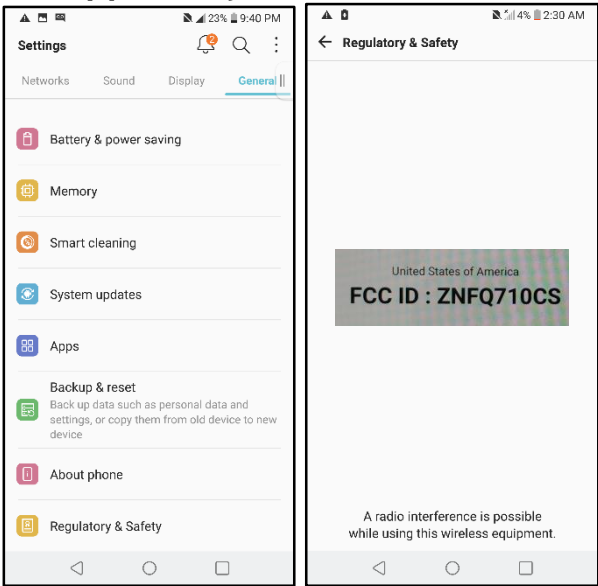 23% 9:40 PM
Settings
2
Networks Sound Display General
Battery & power saving
Memory
Smart cleaning
System updates
Apps
Backup & reset
Back up data such as personal data and
settings, or copy them from old device to new
device
About phone
Regulatory & Safety
4% 2:30 AM
Regulatory & Safety
United States of America
FCC ID : ZNFQ710CS
A radio interference is possible
while using this wireless equipment.